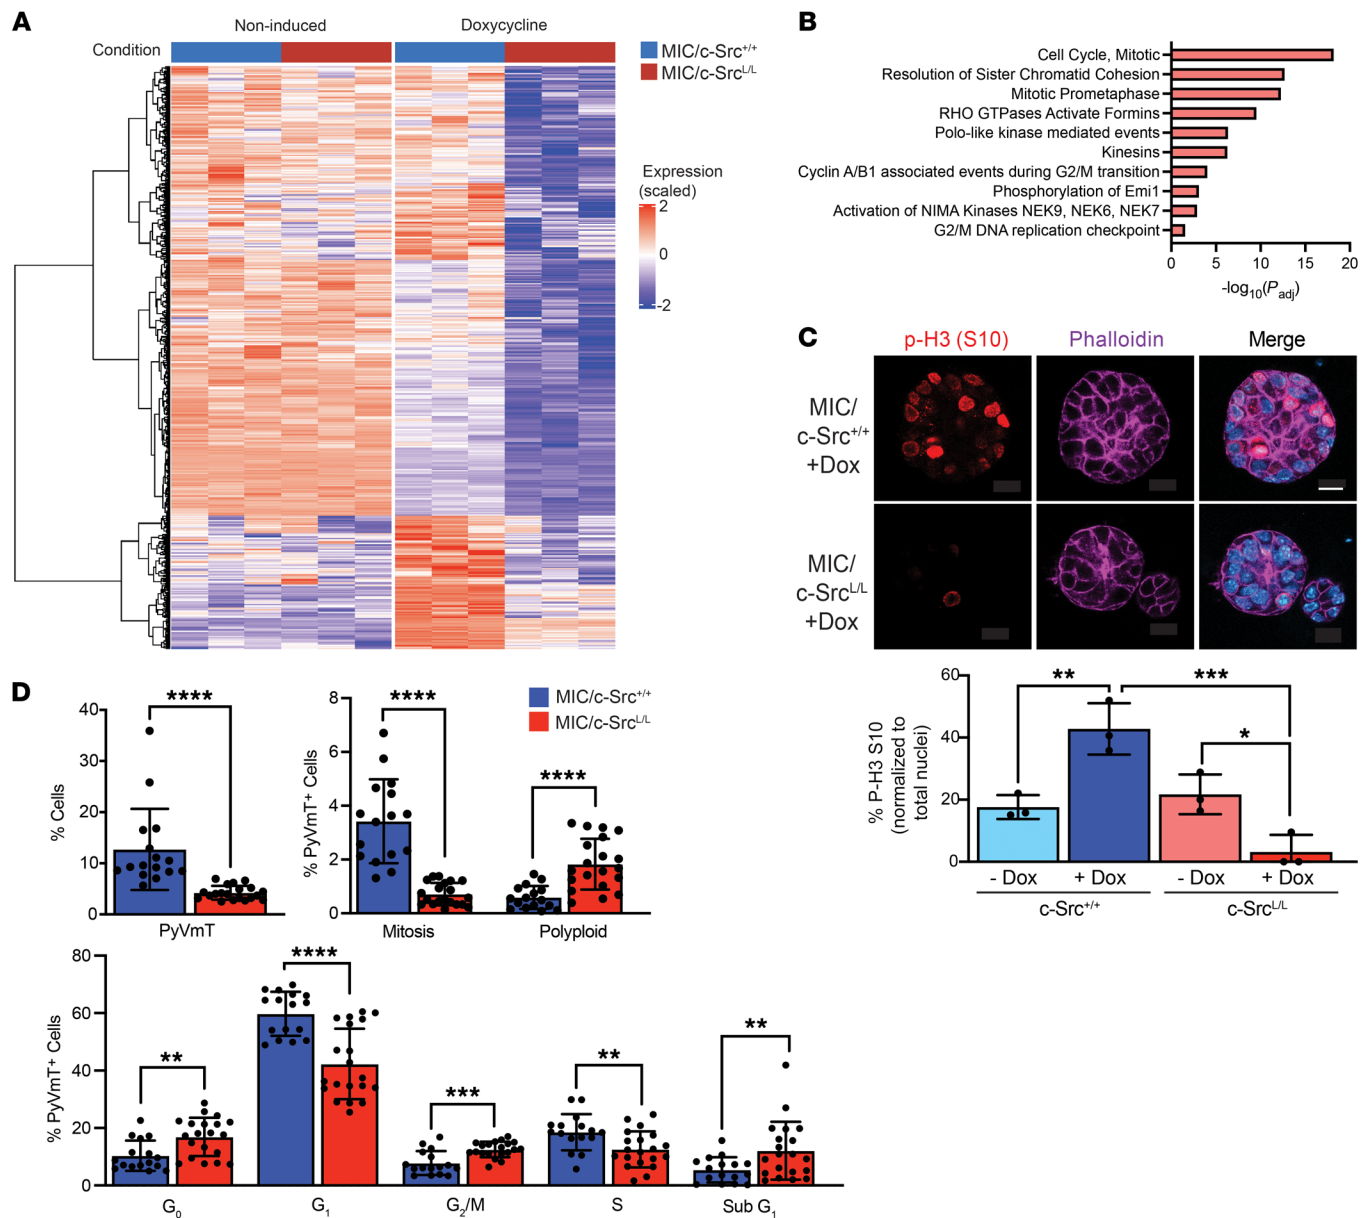 A
Non-induced
Doxycycline
Condition
MIC/c-Src+/+
MIC/c-SrcL/L
Expression
(scaled)
2
0
-2
B
Cell Cycle, Mitotic
Resolution of Sister Chromatid Cohesion
Mitotic Prometaphase
RHO GTPases Activate Formins
Polo-like kinase mediated events
Kinesins
Cyclin A/B1 associated events during G2/M transition
Phosphorylation of Emi1
Activation of NIMA Kinases NEK9, NEK6, NEK7
G2/M DNA replication checkpoint
0 5 10 15 20
-log10(Padj)
C
p-H3 (S10)
Phalloidin
Merge
MIC/
c-Src+/+
+Dox
MIC/
c-SrcL/L
+Dox
60
40
20
0
% P-H3 S10
(normalized to
total nuclei)
**
***
*
- Dox + Dox - Dox + Dox
c-Src+/+ c-SrcL/L
D
MIC/c-Src+/+
MIC/c-SrcL/L
% Cells
40
30
20
10
0
****
PyVmT
% PyVmT+ Cells
8
6
4
2
0
****
****
Mitosis Polyploid
% PyVmT+ Cells
80
60
40
20
0
**
****
***
**
**
G0 G1 G2/M S Sub G1